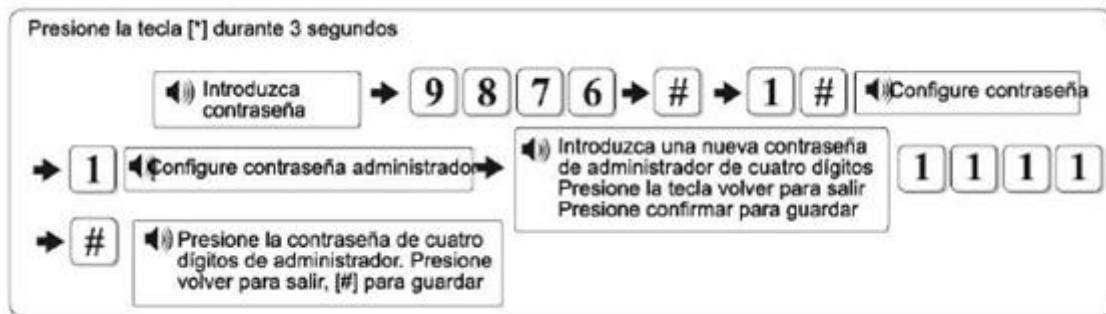 Presione la tecla [*] durante 3 segundos
Introduzca
contraseña
9 8 7 6 # 1 # Configure contraseña
1 Configure contraseña administrador
Introduzca una nueva contraseña
de administrador de cuatro dígitos
Presione la tecla volver para salir
Presione confirmar para guardar
1 1 1 1
# Presione la contraseña de cuatro
dígitos de administrador. Presione
volver para salir, [#] para guardar